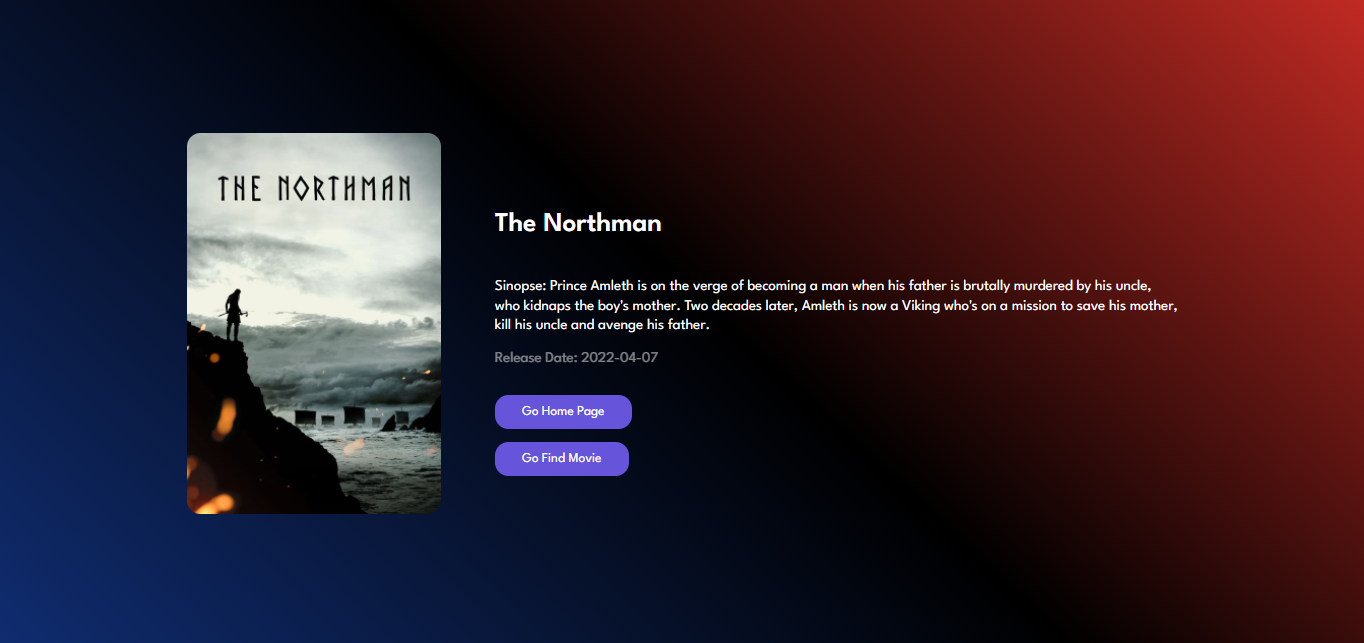 THE NORTHMAN
The Northman
Sinopse: Prince Amleth is on the verge of becoming a man when his father is brutally murdered by his uncle,
who kidnaps the boy's mother. Two decades later, Amleth is now a Viking who's on a mission to save his mother,
kill his uncle and avenge his father.
Release Date: 2022-04-07
Go Home Page
Go Find Movie